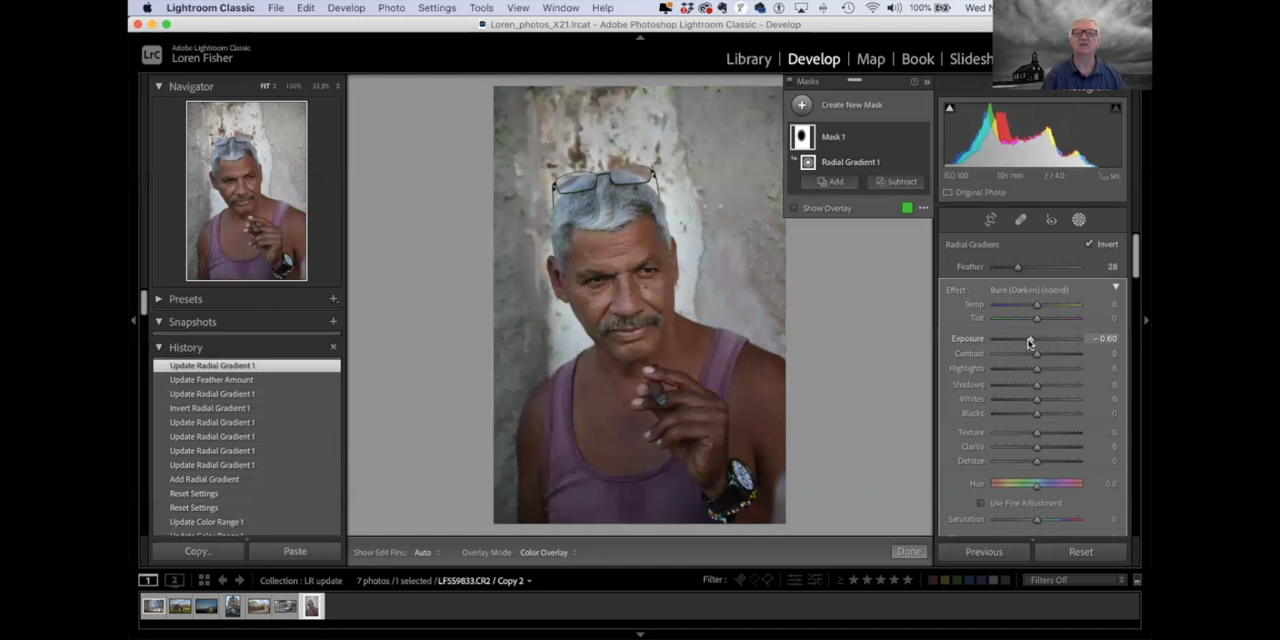 Lightroom Classic File Edit Develop Photo Settings Tools View Window Help 100% Wed N
Loren_photos_X21.lrcat - Adobe Photoshop Lightroom Classic - Develop
LrC Adobe Lightroom Classic
Loren Fisher
Library | Develop | Map | Book | Slidesh
Navigator FIT 100% 33.3%
Masks
Create New Mask
Mask 1
Radial Gradient 1
Add Subtract
Show Overlay
ISO 100 105 mm f / 4.0
Original Photo
Radial Gradient Invert
Feather 28
Effect: Burn (Darken) (edited)
Temp 0
Tint 0
Exposure - 0.60
Contrast 0
Highlights 0
Shadows 0
Whites 0
Blacks 0
Texture 0
Clarity 0
Dehaze 0
Hue 0.0
Use Fine Adjustment
Saturation 0
Presets
Snapshots
History
Update Radial Gradient 1
Update Feather Amount
Update Radial Gradient 1
Invert Radial Gradient 1
Update Radial Gradient 1
Update Radial Gradient 1
Update Radial Gradient 1
Update Radial Gradient 1
Add Radial Gradient
Reset Settings
Reset Settings
Update Color Range 1
Copy... Paste
Show Edit Pins: Auto Overlay Mode: Color Overlay Done
Previous Reset
1 2 Collection : LR update 7 photos / 1 selected / LFSS9833.CR2 / Copy 2 Filter : Filters Off